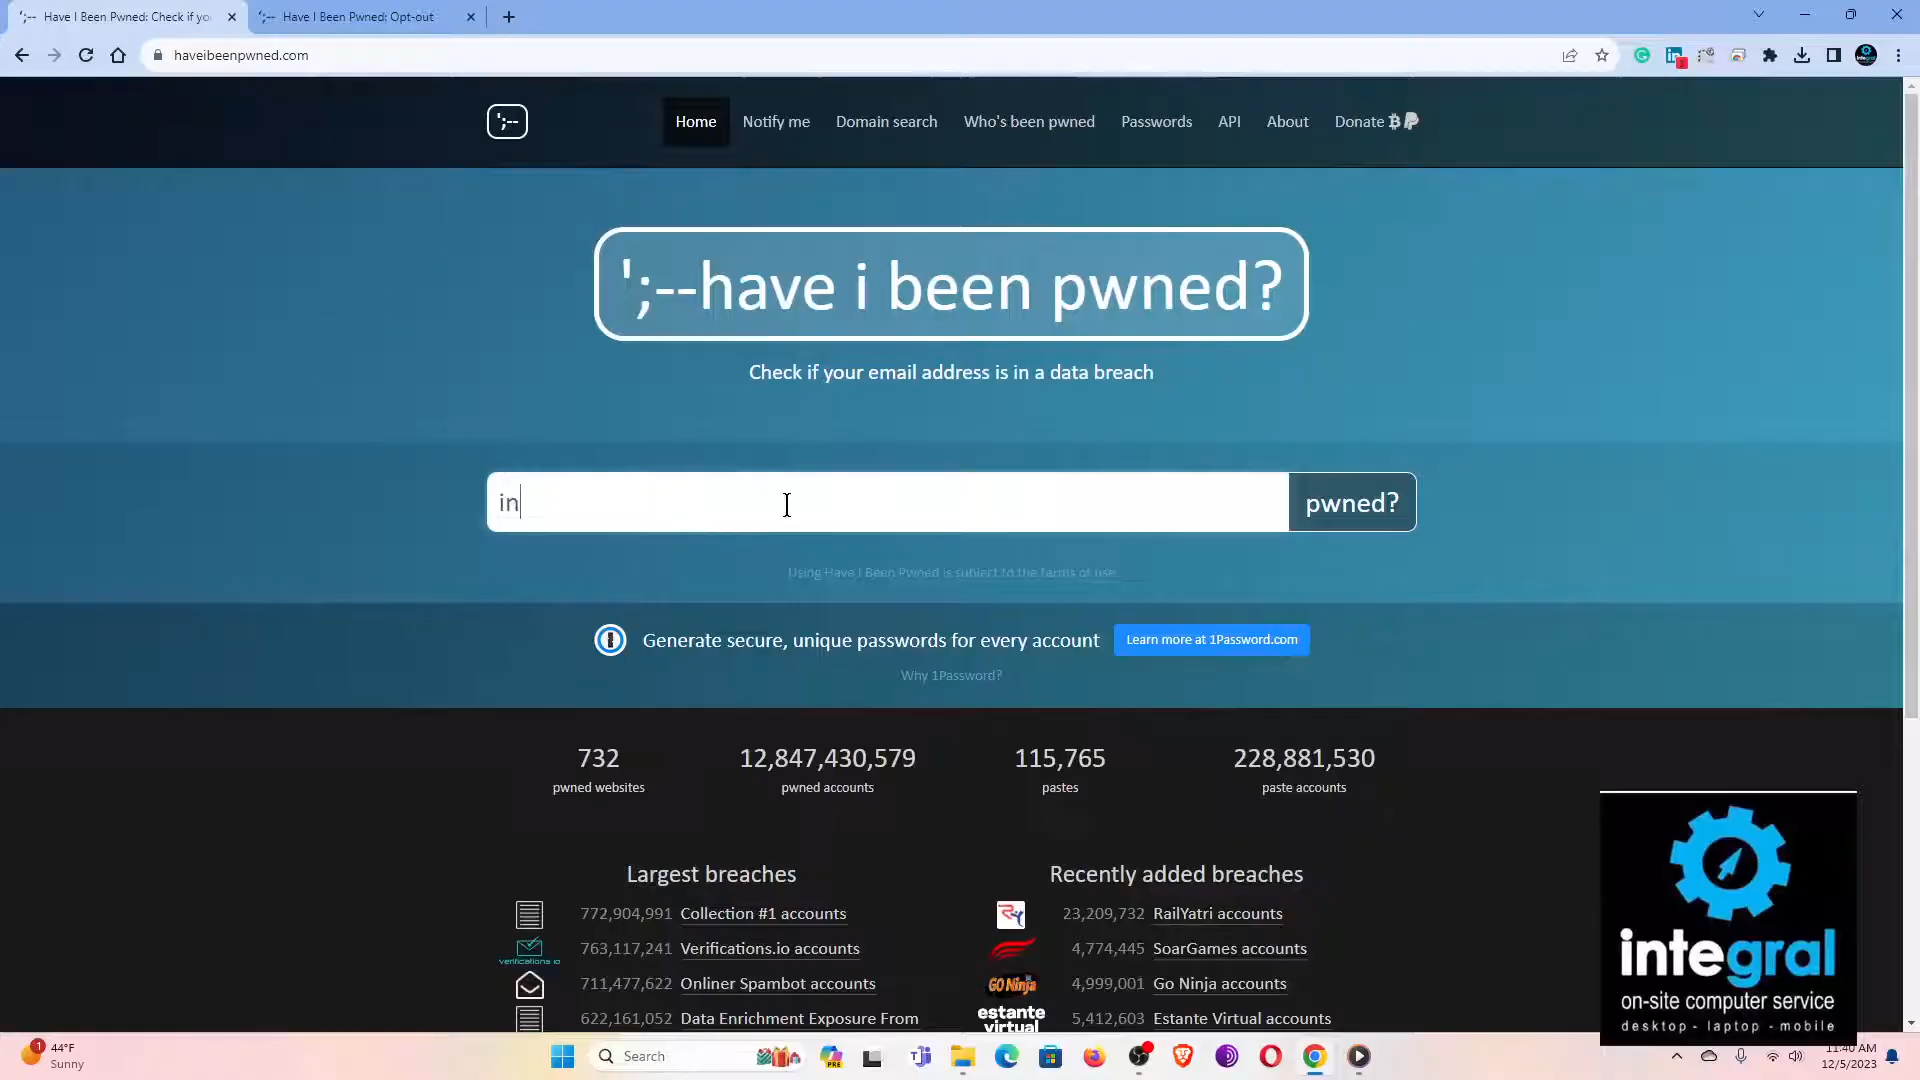 ';-- Have I Been Pwned: Check if yo
';-- Have I Been Pwned: Opt-out
haveibeenpwned.com
';--
Home
Notify me
Domain search
Who's been pwned
Passwords
API
About
Donate
';--have i been pwned?
Check if your email address is in a data breach
in
pwned?
Using Have I Been Pwned is subject to the terms of use
Generate secure, unique passwords for every account
Learn more at 1Password.com
Why 1Password?
732
pwned websites
12,847,430,579
pwned accounts
115,765
pastes
228,881,530
paste accounts
Largest breaches
772,904,991 Collection #1 accounts
verifications io
763,117,241 Verifications.io accounts
711,477,622 Onliner Spambot accounts
622,161,052 Data Enrichment Exposure From
Recently added breaches
23,209,732 RailYatri accounts
4,774,445 SoarGames accounts
GO Ninja
4,999,001 Go Ninja accounts
estante
virtual
5,412,603 Estante Virtual accounts
integral
on-site computer service
desktop - laptop - mobile
1
44°F
Sunny
Search
PRE
11:40 AM
12/5/2023